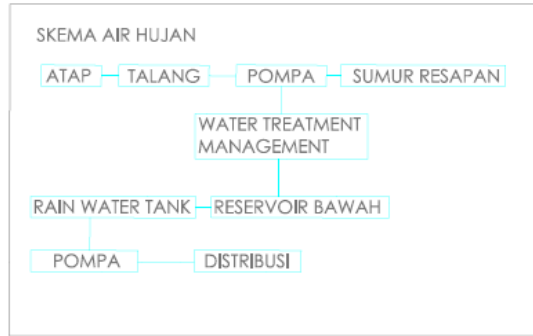 SKEMA AIR HUJAN
ATAP TALANG POMPA SUMUR RESAPAN
WATER TREATMENT
MANAGEMENT
RAIN WATER TANK RESERVOIR BAWAH
POMPA DISTRIBUSI